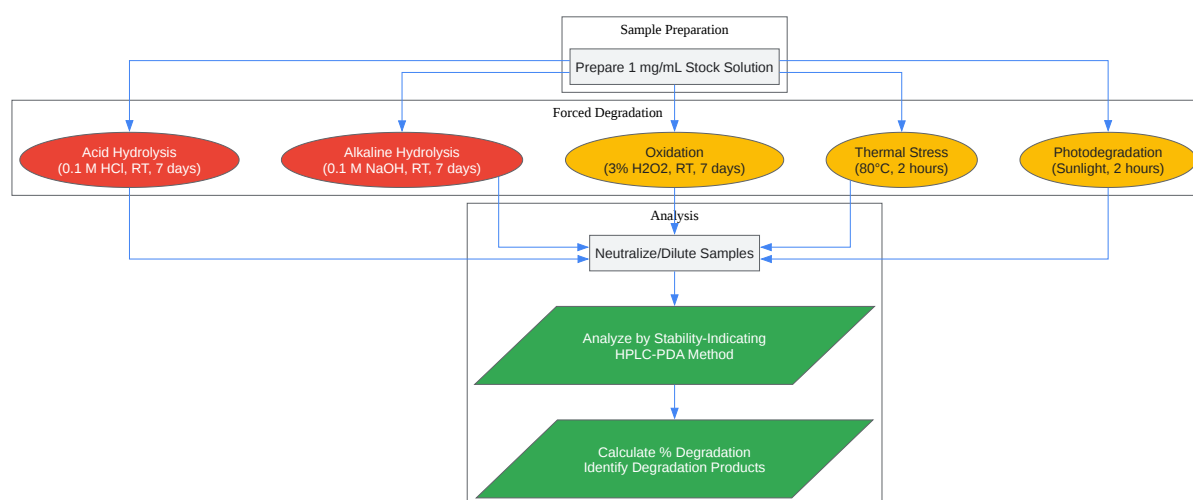 Sample Preparation
Prepare 1 mg/mL Stock Solution
Forced Degradation
Acid Hydrolysis
(0.1 M HCl, RT, 7 days)
Alkaline Hydrolysis
(0.1 M NaOH, RT, 7 days)
Oxidation
(3% H2O2, RT, 7 days)
Thermal Stress
(80°C, 2 hours)
Photodegradation
(Sunlight, 2 hours)
Analysis
Neutralize/Dilute Samples
Analyze by Stability-Indicating
HPLC-PDA Method
Calculate % Degradation
Identify Degradation Products